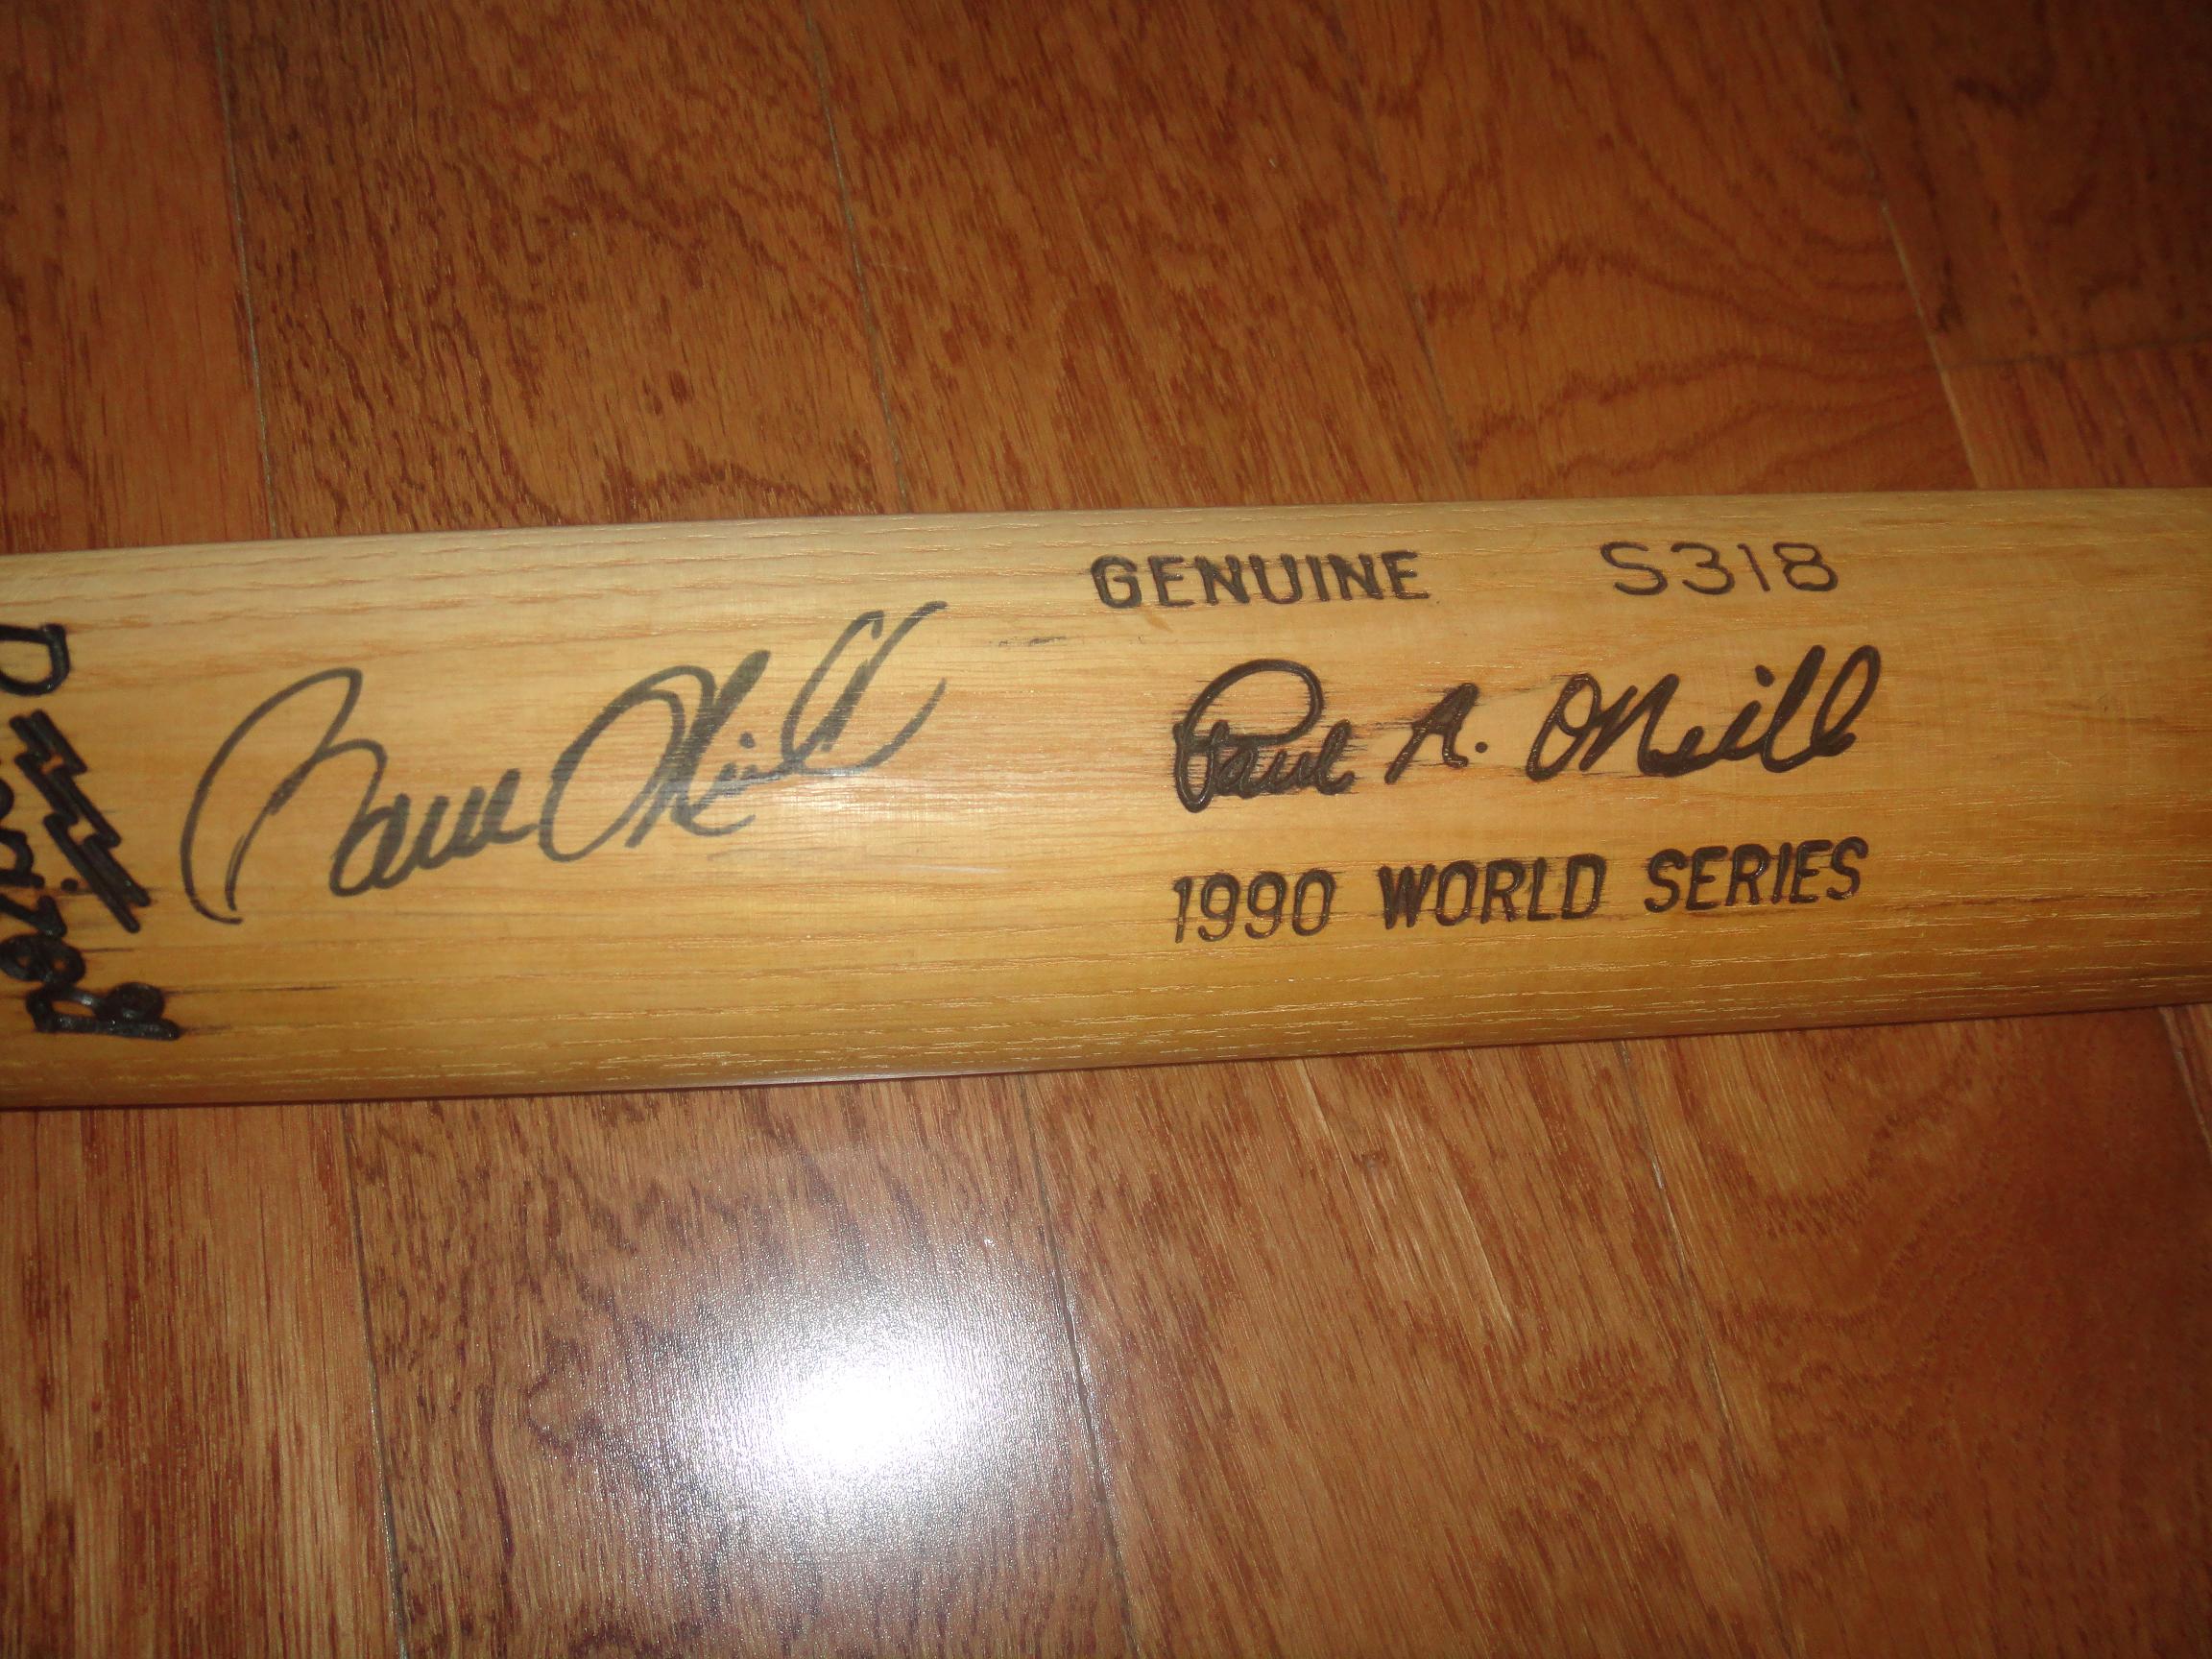 GENUINE S318
Paul O'Neill
Paul A. O'Neill
1990 WORLD SERIES